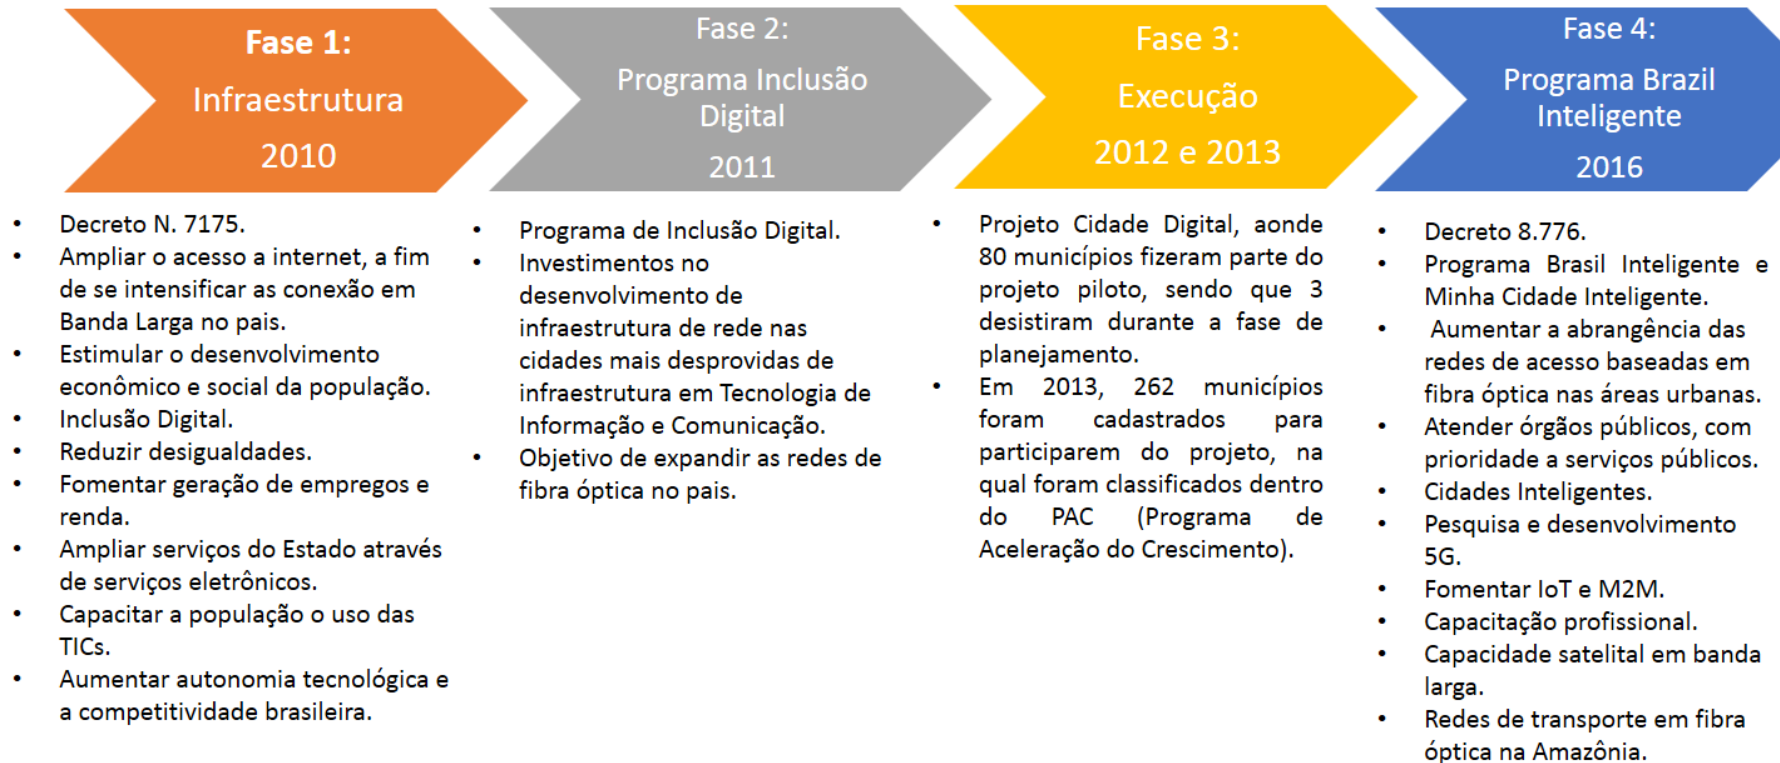 Fase 1:
Infraestrutura
2010
Fase 2:
Programa Inclusão
Digital
2011
Fase 3:
Execução
2012 e 2013
Fase 4:
Programa Brazil
Inteligente
2016
• Decreto N. 7175.
• Ampliar o acesso a internet, a fim
de se intensificar as conexão em
Banda Larga no pais.
• Estimular o desenvolvimento
econômico e social da população.
• Inclusão Digital.
• Reduzir desigualdades.
• Fomentar geração de empregos e
renda.
• Ampliar serviços do Estado através
de serviços eletrônicos.
• Capacitar a população o uso das
TICs.
• Aumentar autonomia tecnológica e
a competitividade brasileira.
• Programa de Inclusão Digital.
• Investimentos no
desenvolvimento de
infraestrutura de rede nas
cidades mais desprovidas de
infraestrutura em Tecnologia de
Informação e Comunicação.
• Objetivo de expandir as redes de
fibra óptica no pais.
• Projeto Cidade Digital, aonde
80 municípios fizeram parte do
projeto piloto, sendo que 3
desistiram durante a fase de
planejamento.
• Em 2013, 262 municípios
foram cadastrados para
participarem do projeto, na
qual foram classificados dentro
do PAC (Programa de
Aceleração do Crescimento).
• Decreto 8.776.
• Programa Brasil Inteligente e
Minha Cidade Inteligente.
• Aumentar a abrangência das
redes de acesso baseadas em
fibra óptica nas áreas urbanas.
• Atender órgãos públicos, com
prioridade a serviços públicos.
• Cidades Inteligentes.
• Pesquisa e desenvolvimento
5G.
• Fomentar IoT e M2M.
• Capacitação profissional.
• Capacidade satelital em banda
larga.
• Redes de transporte em fibra
óptica na Amazônia.